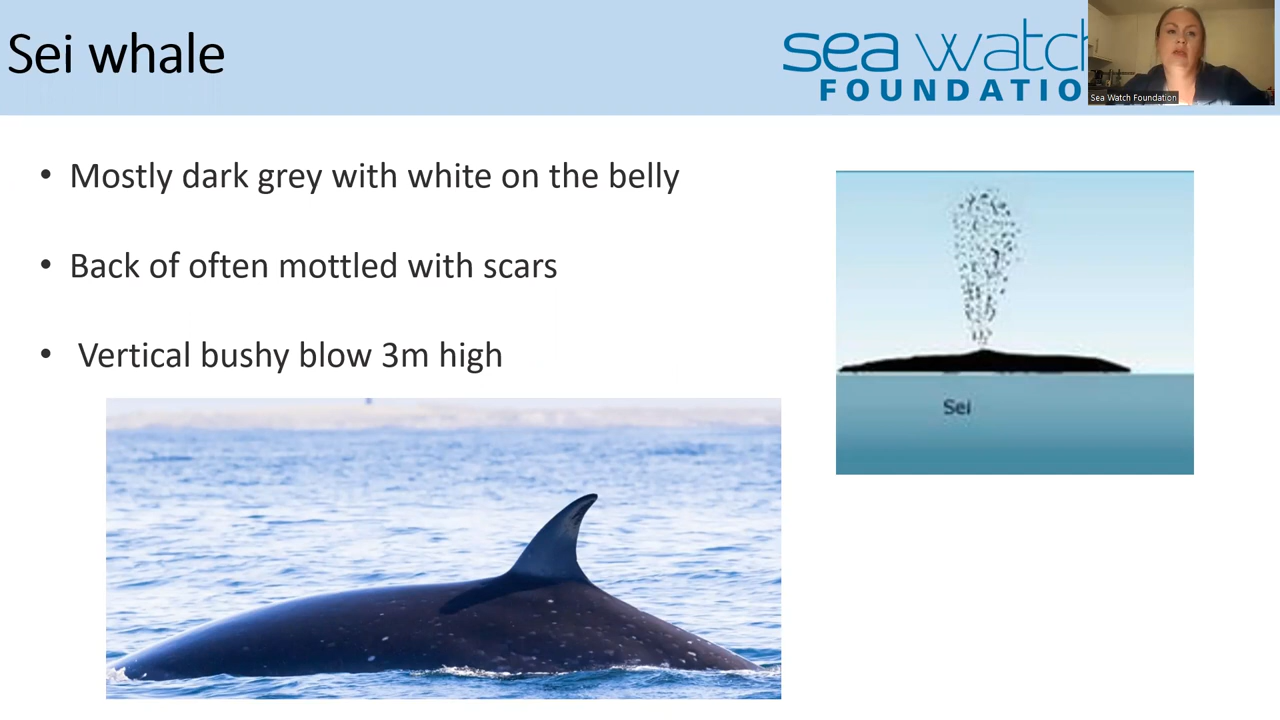 Sei whale
sea watc
FOUNDATIO
Sea Watch Foundation
• Mostly dark grey with white on the belly
• Back of often mottled with scars
• Vertical bushy blow 3m high
Sei